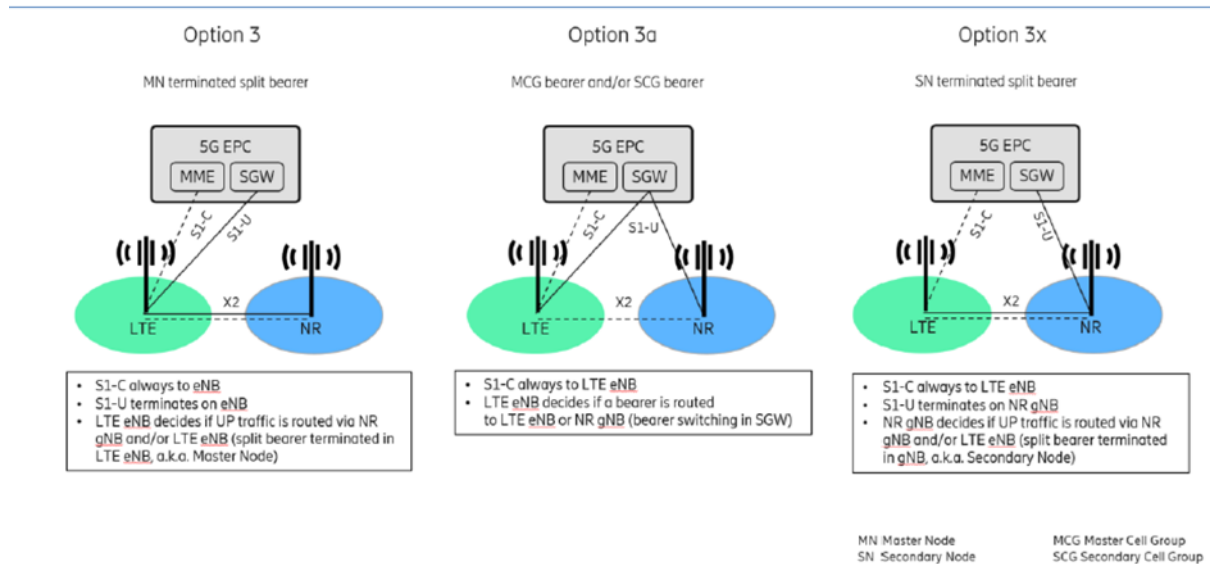 Option 3
MN terminated split bearer
5G EPC
MME
SGW
S1-C
S1-U
X2
LTE
NR
• S1-C always to eNB
• S1-U terminates on eNB
• LTE eNB decides if UP traffic is routed via NR
gNB and/or LTE eNB (split bearer terminated in
LTE eNB, a.k.a. Master Node)
Option 3a
MCG bearer and/or SCG bearer
5G EPC
MME
SGW
S1-C
S1-U
X2
LTE
NR
• S1-C always to LTE eNB
• LTE eNB decides if a bearer is routed
to LTE eNB or NR gNB (bearer switching in SGW)
Option 3x
SN terminated split bearer
5G EPC
MME
SGW
S1-C
S1-U
X2
LTE
NR
• S1-C always to LTE eNB
• S1-U terminates on NR gNB
• NR gNB decides if UP traffic is routed via NR
gNB and/or LTE eNB (split bearer terminated
in gNB, a.k.a. Secondary Node)
MN Master Node
SN Secondary Node
MCG Master Cell Group
SCG Secondary Cell Group